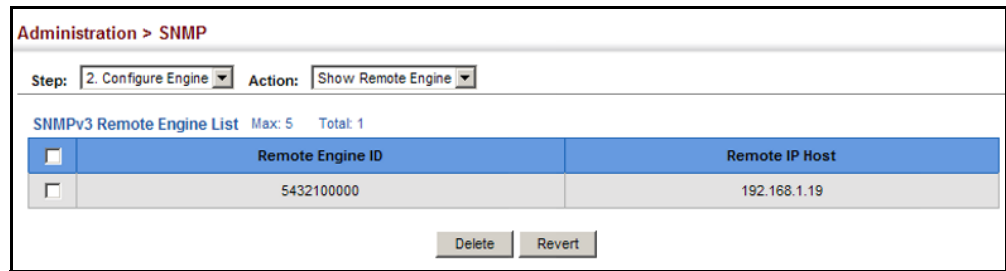 Administration > SNMP
Step: 2. Configure Engine Action: Show Remote Engine
SNMPv3 Remote Engine List Max: 5 Total: 1
Remote Engine ID Remote IP Host
5432100000 192.168.1.19
Delete Revert